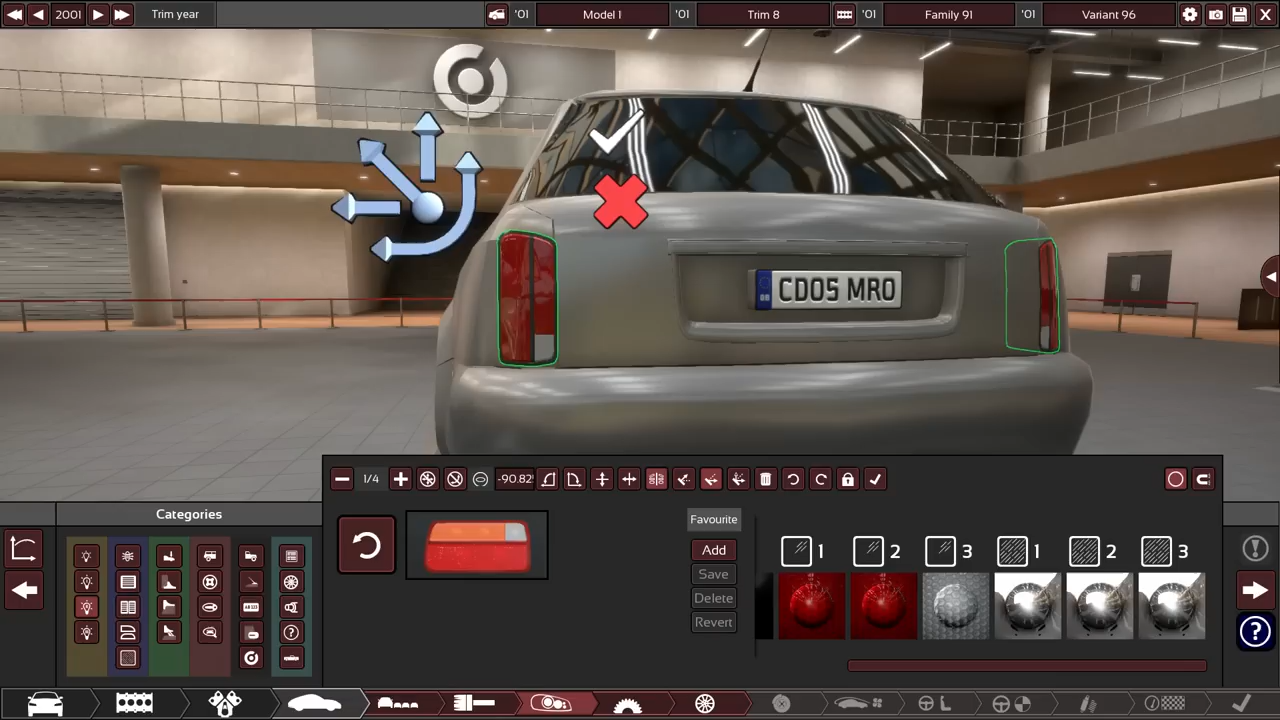 2001 Trim year '01 Model 1 '01 Trim 8 '01 Family 91 '01 Variant 96
CD05 MRO
GB
1/4 -90.82°
Categories
Favourite
Add
Save
Delete
Revert
1 2 3 1 2 3